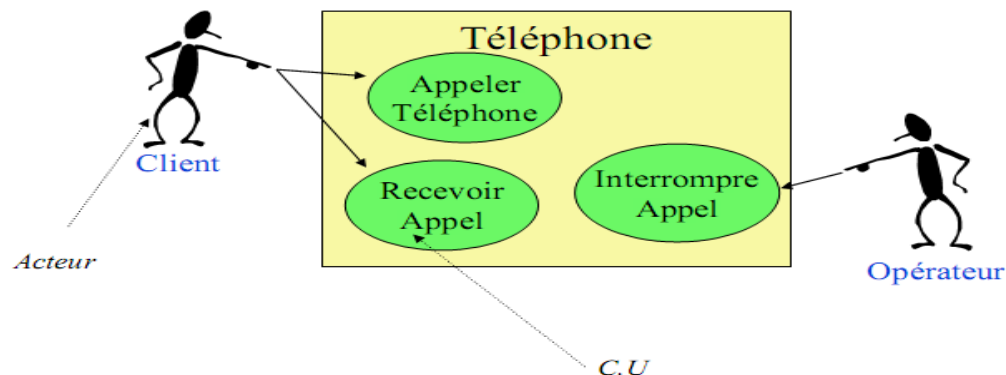 Téléphone
Appeler
Téléphone
Client
Recevoir
Appel
Interrompre
Appel
Acteur
Opérateur
C.U